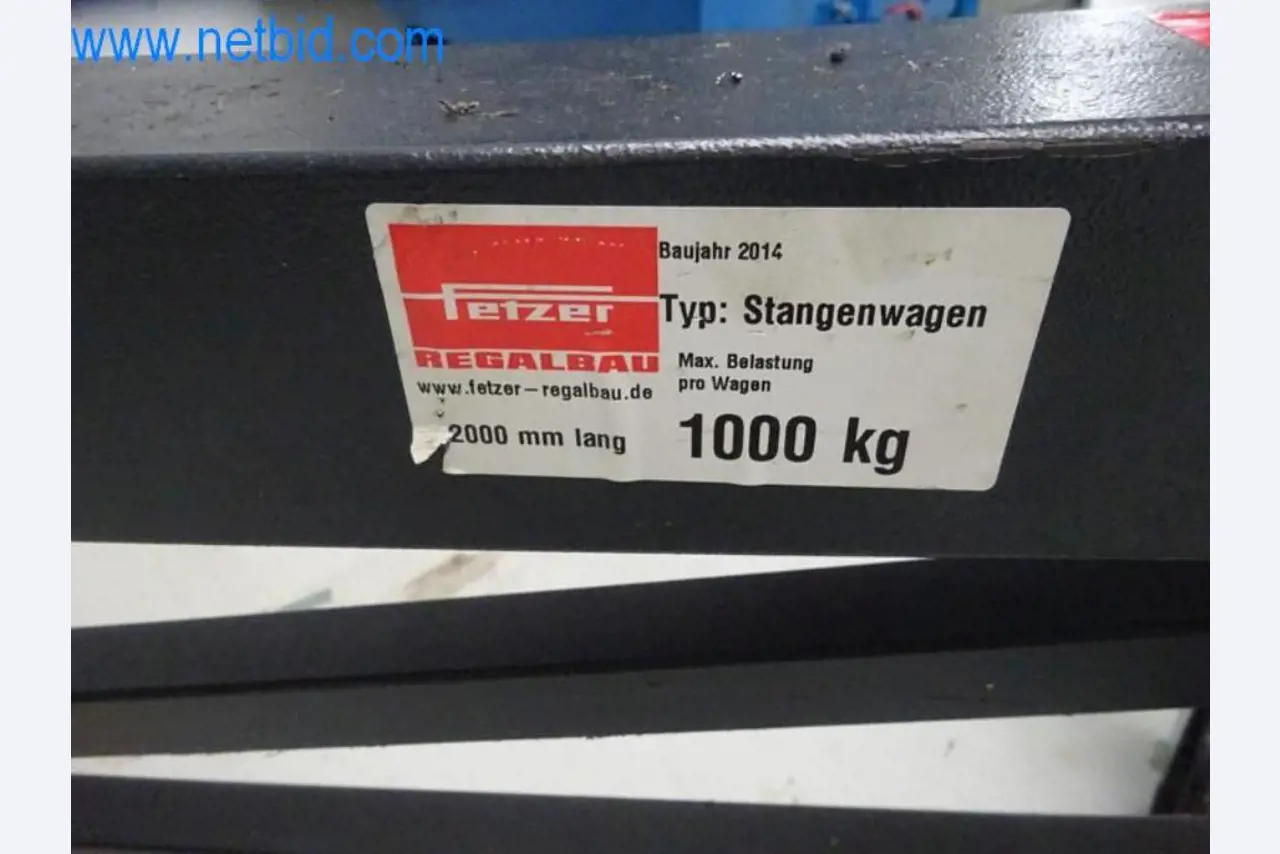 www.netbid.com
Baujahr 2014
fetzer
REGALBAU
www.fetzer-regalbau.de
Typ: Stangenwagen
Max. Belastung
pro Wagen
2000 mm lang
1000 kg